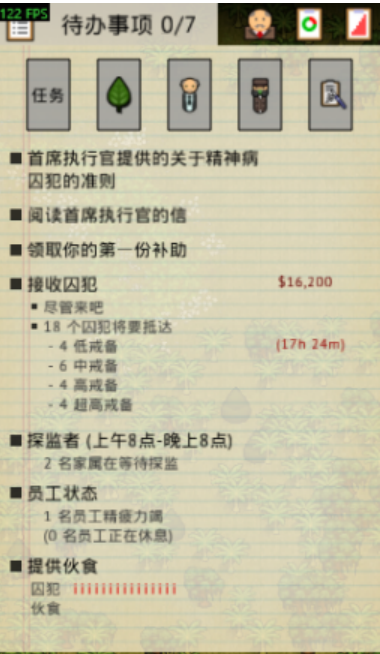 122 FPS
待办事项 0/7
任务
首席执行官提供的关于精神病
囚犯的准则
阅读首席执行官的信
领取你的第一份补助
接收囚犯 $16,200
尽管来吧
18 个囚犯将要抵达
- 4 低戒备 (17h 24m)
- 6 中戒备
- 4 高戒备
- 4 超高戒备
探监者 (上午8点-晚上8点)
2 名家属在等待探监
员工状态
1 名员工精疲力竭
(0 名员工正在休息)
提供伙食
囚犯
伙食